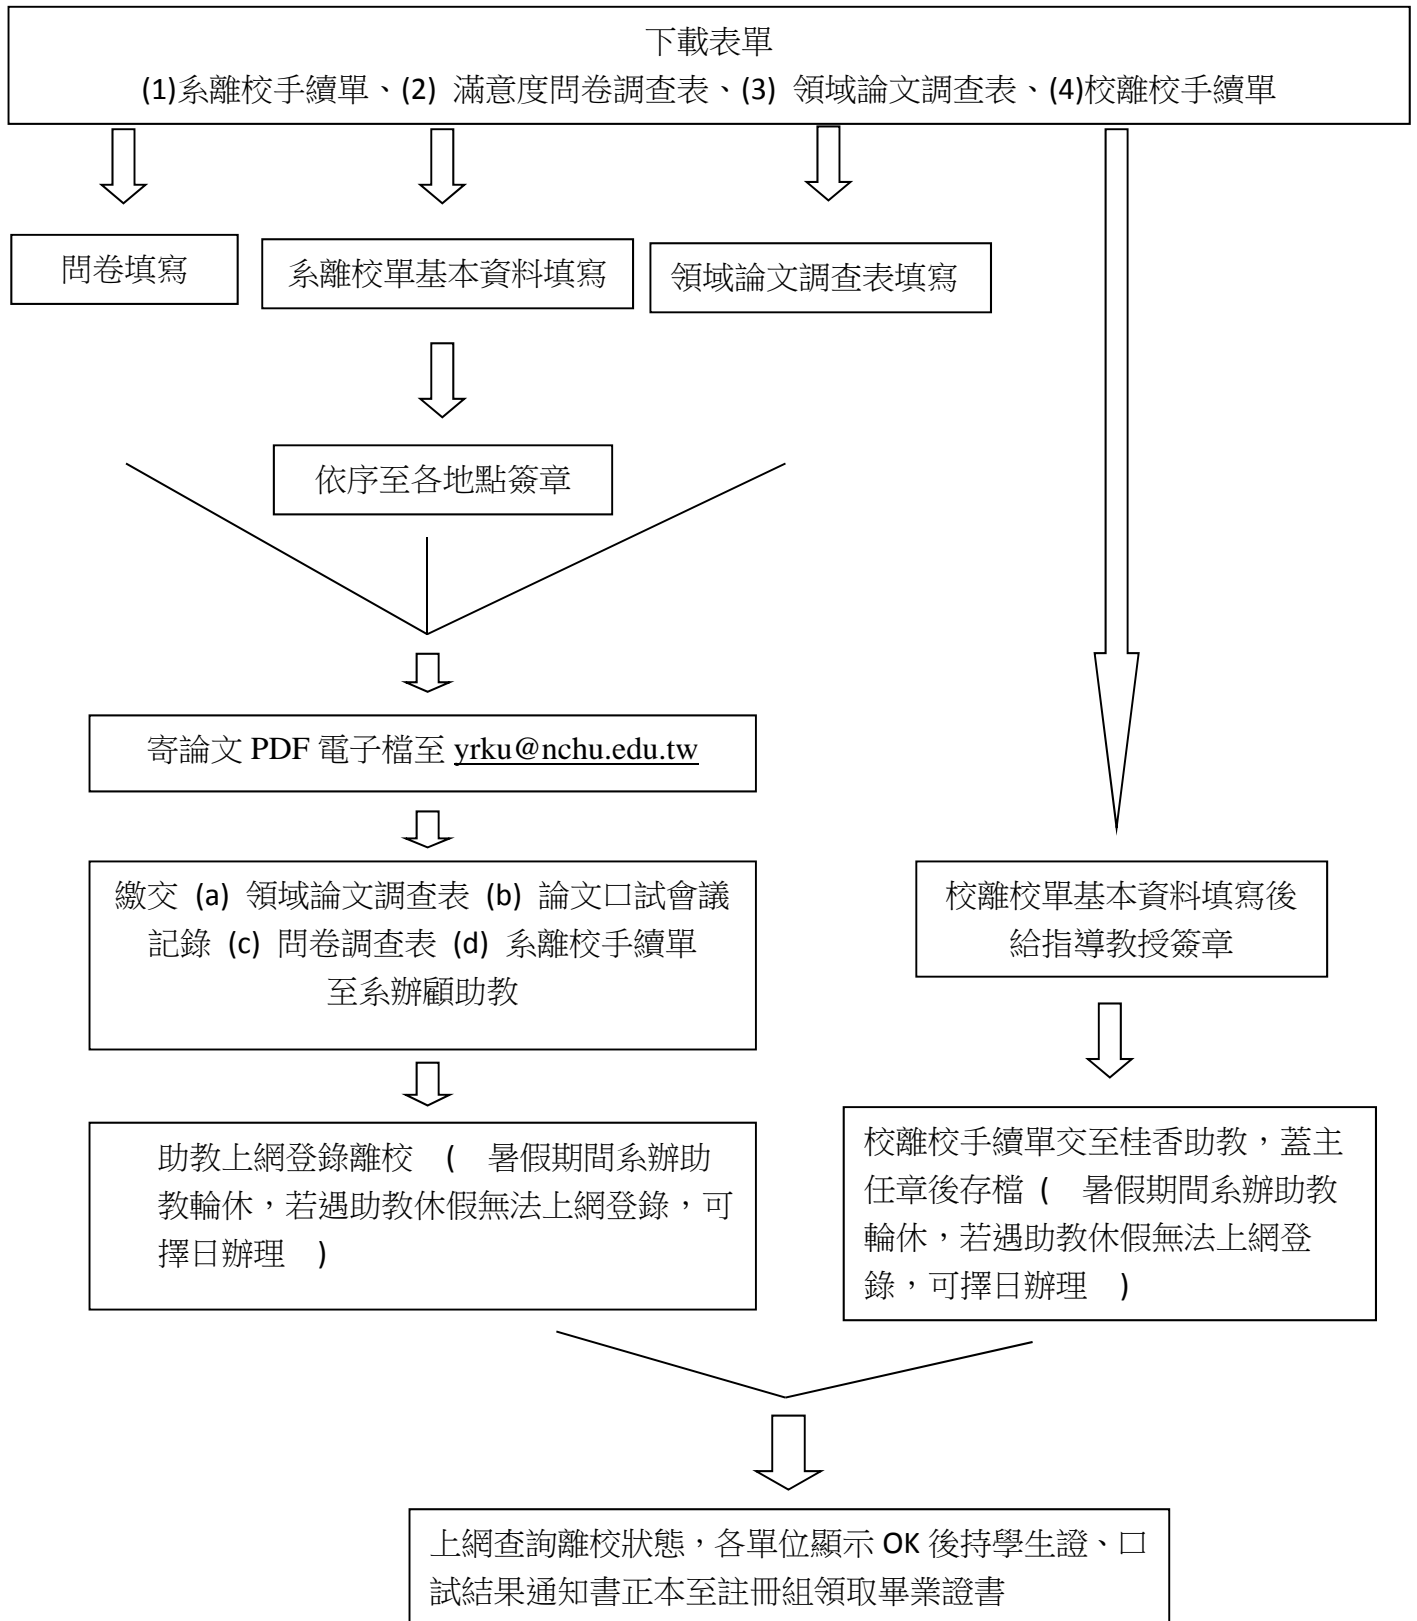 下載表單
(1)系離校手續單、(2) 滿意度問卷調查表、(3) 領域論文調查表、(4)校離校手續單
問卷填寫
系離校單基本資料填寫
領域論文調查表填寫
依序至各地點簽章
寄論文 PDF 電子檔至 yrku@nchu.edu.tw
繳交 (a) 領域論文調查表 (b) 論文口試會議
記錄 (c) 問卷調查表 (d) 系離校手續單
至系辦顧助教
校離校單基本資料填寫後
給指導教授簽章
助教上網登錄離校 ( 暑假期間系辦助
教輪休，若遇助教休假無法上網登錄，可
擇日辦理 )
校離校手續單交至桂香助教，蓋主
任章後存檔 ( 暑假期間系辦助教
輪休，若遇助教休假無法上網登
錄，可擇日辦理 )
上網查詢離校狀態，各單位顯示 OK 後持學生證、口
試結果通知書正本至註冊組領取畢業證書